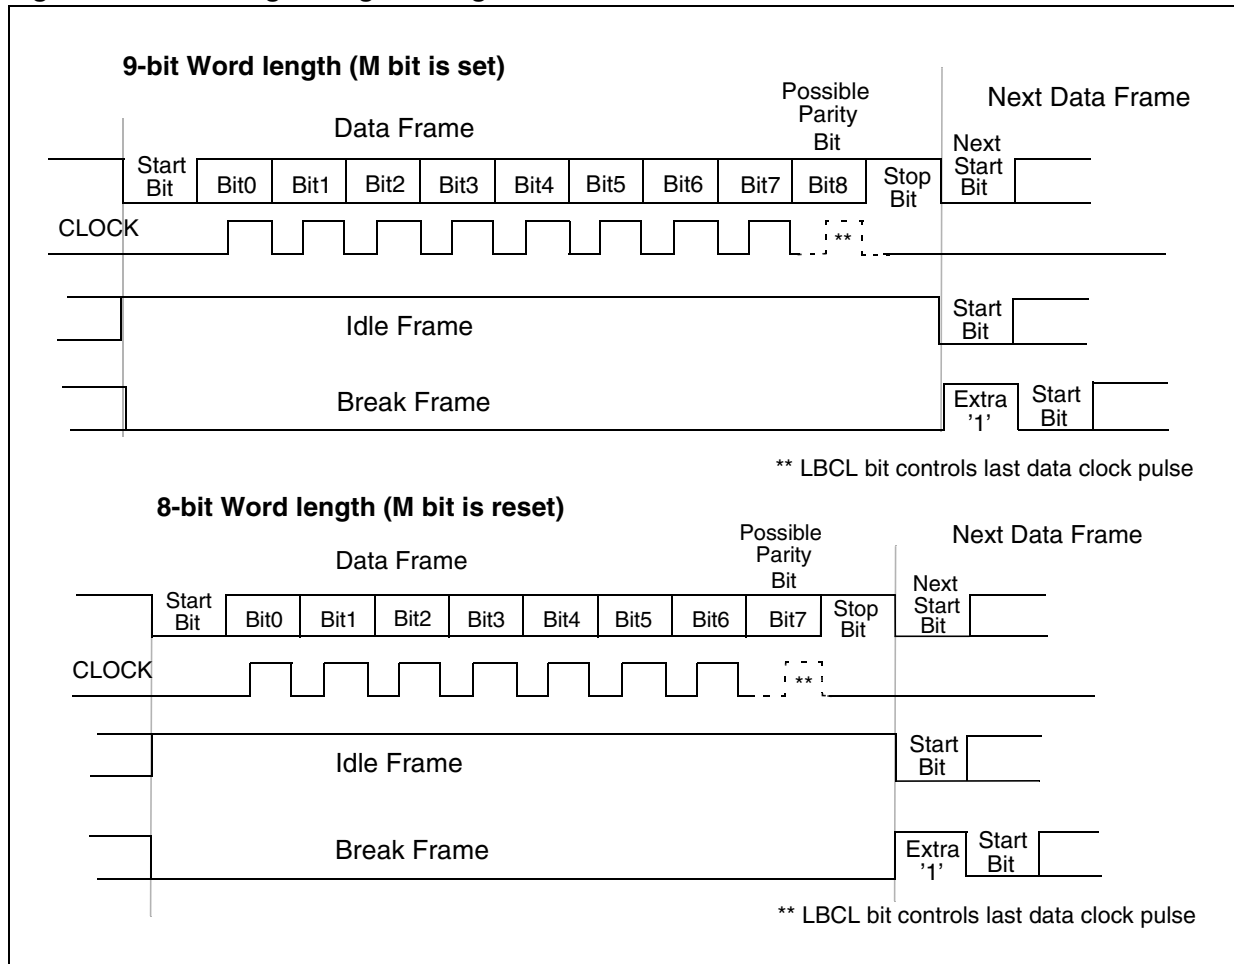 9-bit Word length (M bit is set)
Possible
Parity
Bit
Next Data Frame
Data Frame
Next
Start
Bit
Start
Bit
Bit0
Bit1
Bit2
Bit3
Bit4
Bit5
Bit6
Bit7
Bit8
Stop
Bit
CLOCK
**
Idle Frame
Start
Bit
Break Frame
Extra
'1'
Start
Bit
** LBCL bit controls last data clock pulse
8-bit Word length (M bit is reset)
Possible
Parity
Bit
Next Data Frame
Data Frame
Next
Start
Bit
Start
Bit
Bit0
Bit1
Bit2
Bit3
Bit4
Bit5
Bit6
Bit7
Stop
Bit
CLOCK
**
Idle Frame
Start
Bit
Break Frame
Extra
'1'
Start
Bit
** LBCL bit controls last data clock pulse